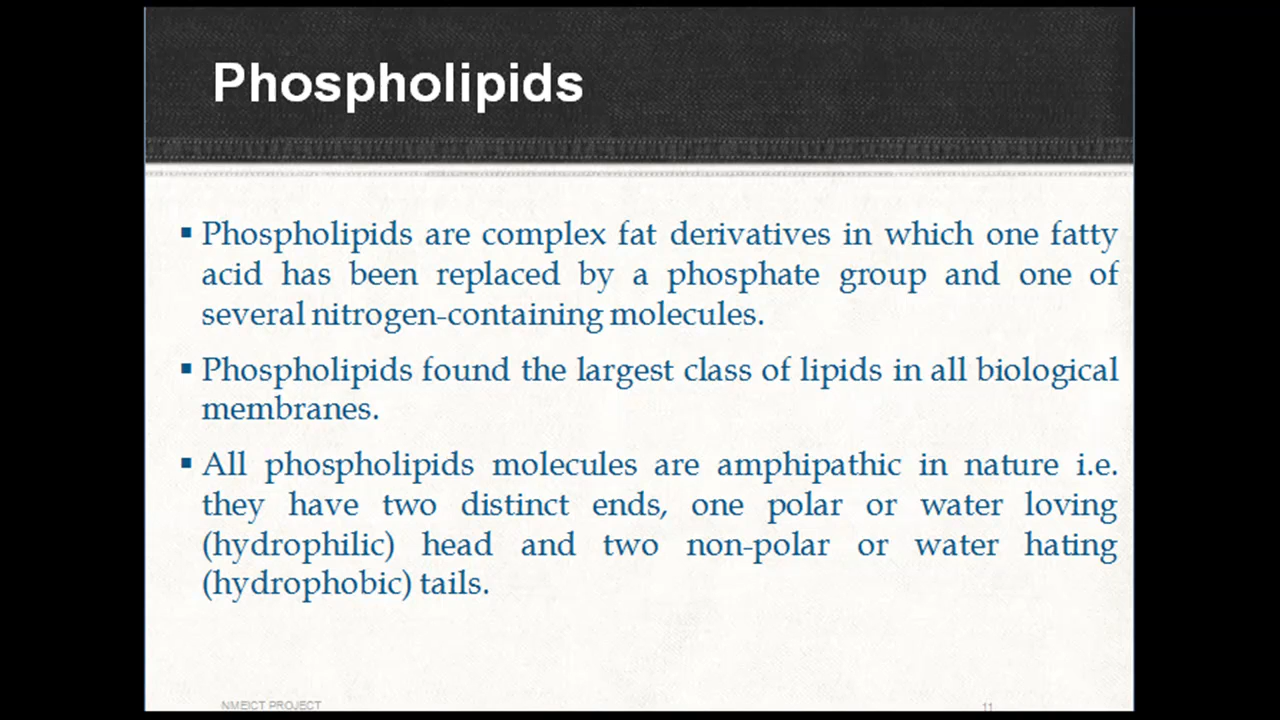 Phospholipids
▪ Phospholipids are complex fat derivatives in which one fatty
acid has been replaced by a phosphate group and one of
several nitrogen-containing molecules.
▪ Phospholipids found the largest class of lipids in all biological
membranes.
▪ All phospholipids molecules are amphipathic in nature i.e.
they have two distinct ends, one polar or water loving
(hydrophilic) head and two non-polar or water hating
(hydrophobic) tails.
NMEICT PROJECT 11